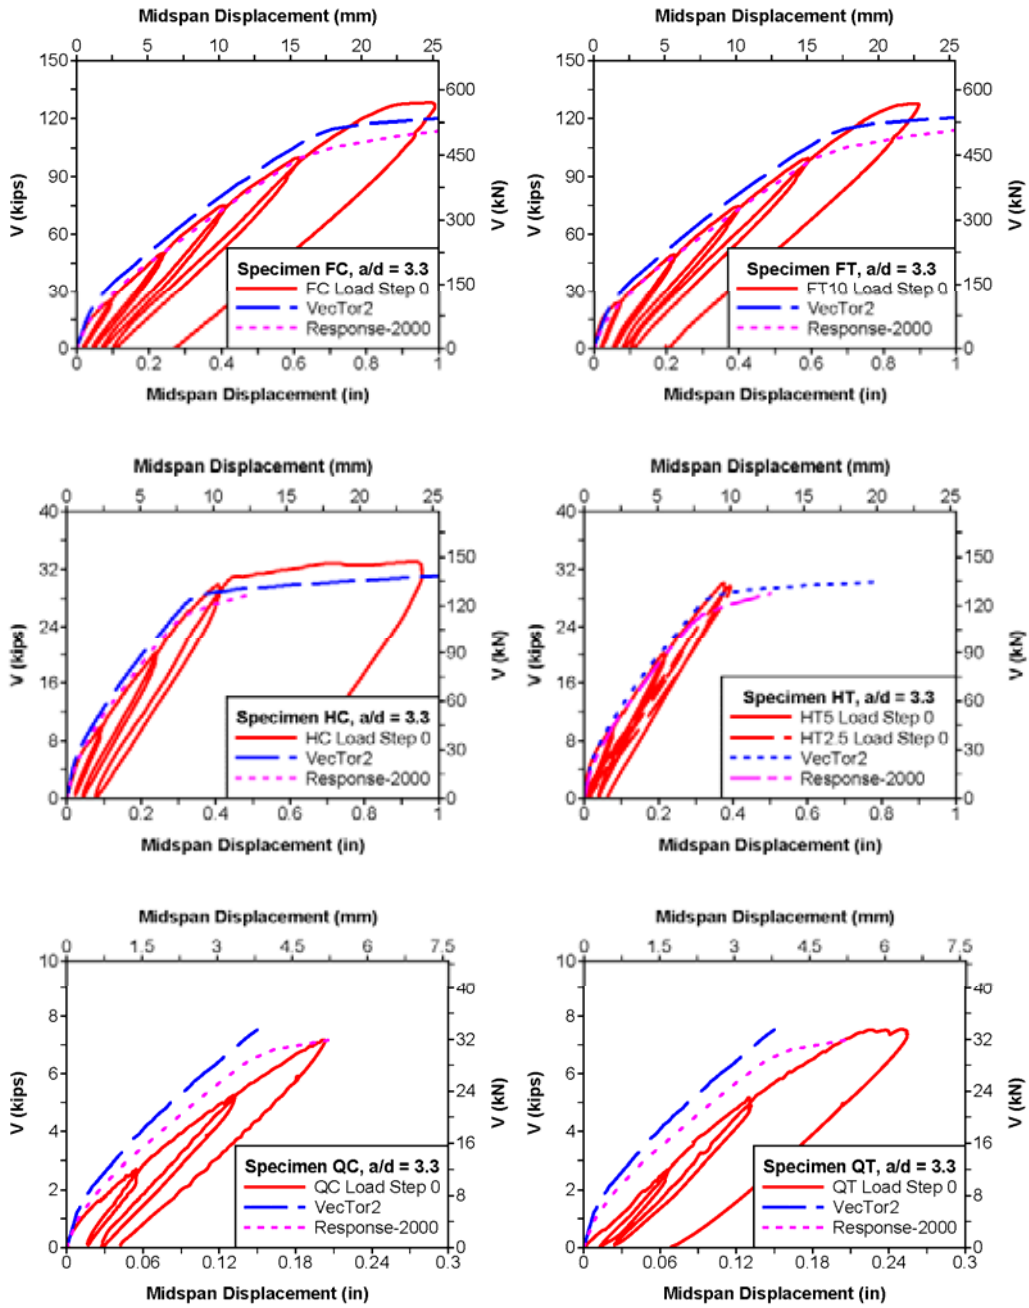 Midspan Displacement (mm)
0 5 10 15 20 25
150
120
90
60
30
0
V (kips)
600
450
300
150
0
V (kN)
Specimen FC, a/d = 3.3
FC Load Step 0
VecTor2
Response-2000
0 0.2 0.4 0.6 0.8 1
Midspan Displacement (in)
Midspan Displacement (mm)
0 5 10 15 20 25
150
120
90
60
30
0
V (kips)
600
450
300
150
0
V (kN)
Specimen FT, a/d = 3.3
FT10 Load Step 0
VecTor2
Response-2000
0 0.2 0.4 0.6 0.8 1
Midspan Displacement (in)
Midspan Displacement (mm)
0 5 10 15 20 25
40
32
24
16
8
0
V (kips)
150
120
90
60
30
0
V (kN)
Specimen HC, a/d = 3.3
HC Load Step 0
VecTor2
Response-2000
0 0.2 0.4 0.6 0.8 1
Midspan Displacement (in)
Midspan Displacement (mm)
0 5 10 15 20 25
40
32
24
16
8
0
V (kips)
150
120
90
60
30
0
V (kN)
Specimen HT, a/d = 3.3
HT5 Load Step 0
HT2.5 Load Step 0
VecTor2
Response-2000
0 0.2 0.4 0.6 0.8 1
Midspan Displacement (in)
Midspan Displacement (mm)
0 1.5 3 4.5 6 7.5
10
8
6
4
2
0
V (kips)
40
32
24
16
8
0
V (kN)
Specimen QC, a/d = 3.3
QC Load Step 0
VecTor2
Response-2000
0 0.06 0.12 0.18 0.24 0.3
Midspan Displacement (in)
Midspan Displacement (mm)
0 1.5 3 4.5 6 7.5
10
8
6
4
2
0
V (kips)
40
32
24
16
8
0
V (kN)
Specimen QT, a/d = 3.3
QT Load Step 0
VecTor2
Response-2000
0 0.06 0.12 0.18 0.24 0.3
Midspan Displacement (in)